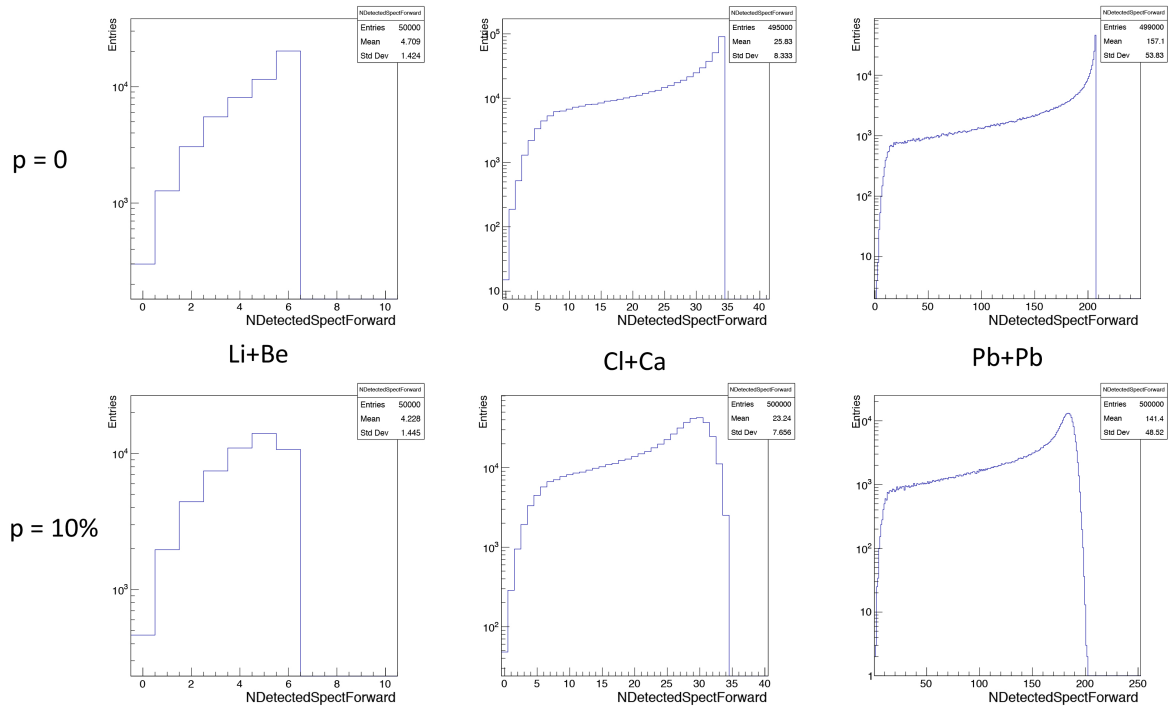 NDetectedSpectForward
Entries 50000
Mean 4.709
Std Dev 1.424
Entries
10^4
10^3
0 2 4 6 8 10
NDetectedSpectForward
NDetectedSpectForward
Entries 495000
Mean 25.83
Std Dev 8.333
Entries
10^5
10^4
10^3
10^2
10
0 5 10 15 20 25 30 35 40
NDetectedSpectForward
NDetectedSpectForward
Entries 499000
Mean 157.1
Std Dev 53.83
Entries
10^4
10^3
10^2
10
0 50 100 150 200
NDetectedSpectForward
p = 0
Li+Be
Cl+Ca
Pb+Pb
NDetectedSpectForward
Entries 50000
Mean 4.228
Std Dev 1.445
Entries
10^4
10^3
0 2 4 6 8 10
NDetectedSpectForward
NDetectedSpectForward
Entries 500000
Mean 23.24
Std Dev 7.656
Entries
10^4
10^3
10^2
0 5 10 15 20 25 30 35 40
NDetectedSpectForward
NDetectedSpectForward
Entries 500000
Mean 141.4
Std Dev 48.52
Entries
10^4
10^3
10^2
10
1
50 100 150 200 250
NDetectedSpectForward
p = 10%